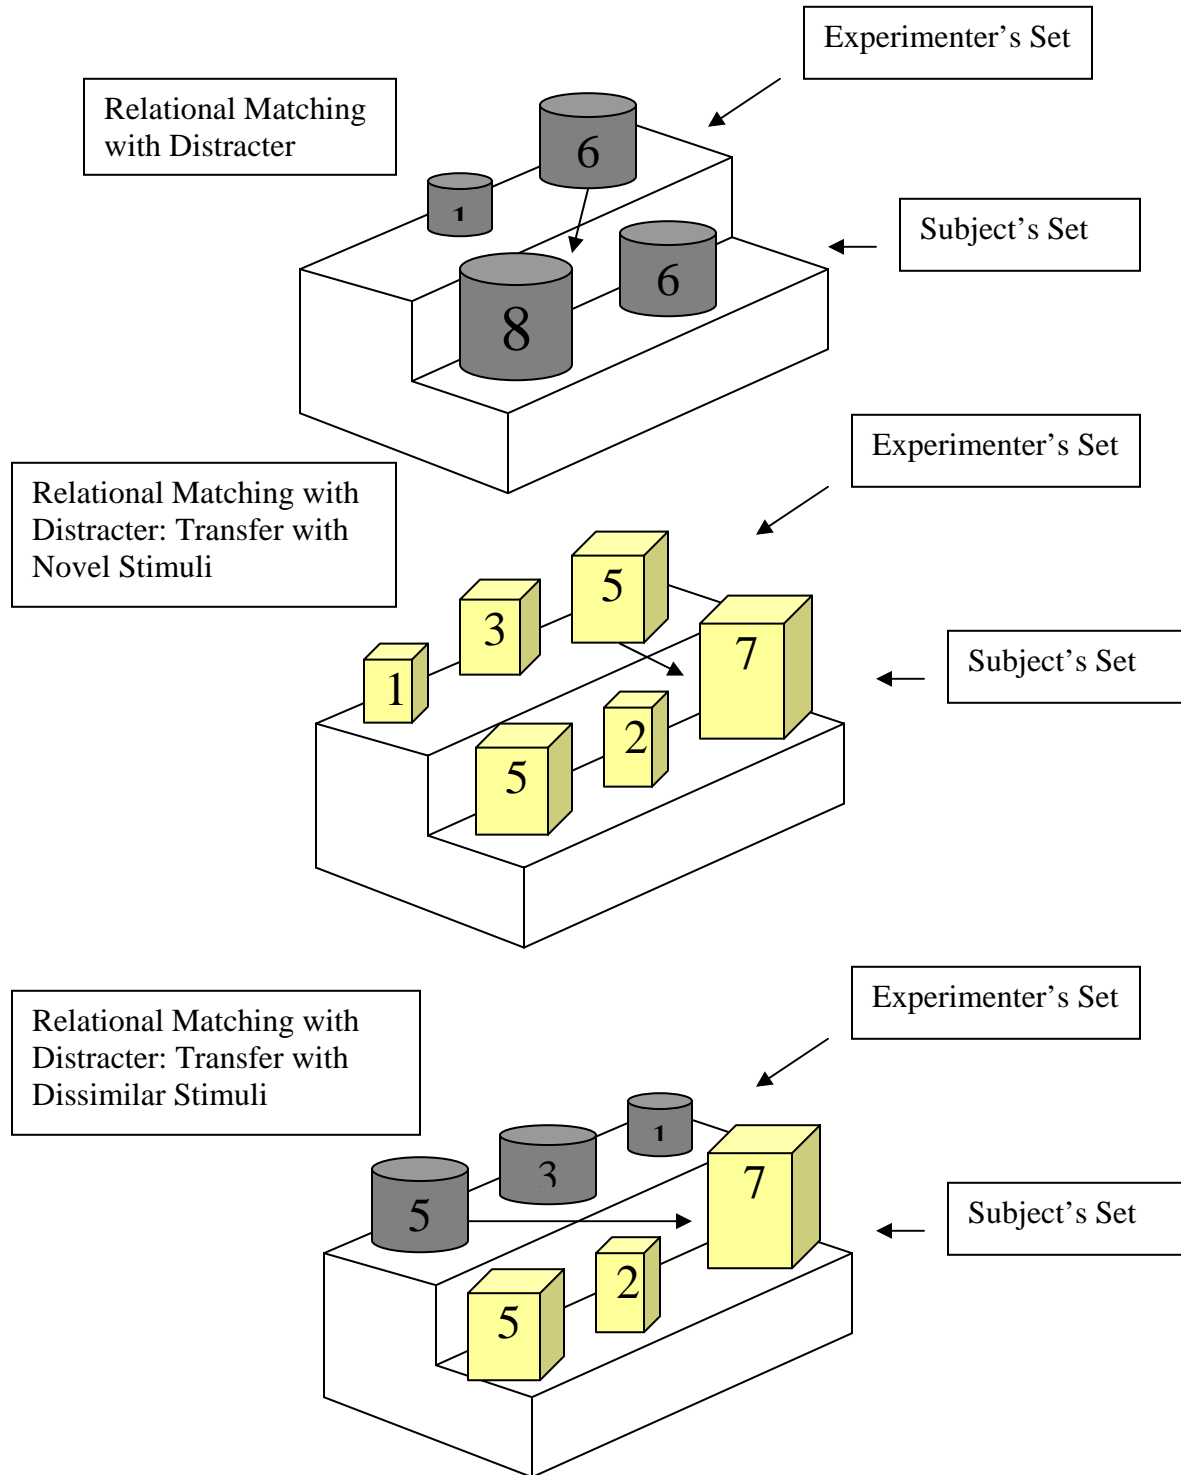 Experimenter's Set
Relational Matching
with Distracter
6
1
Subject's Set
6
8
Experimenter's Set
Relational Matching with
Distracter: Transfer with
Novel Stimuli
5
3
1
7
Subject's Set
2
5
Experimenter's Set
Relational Matching with
Distracter: Transfer with
Dissimilar Stimuli
1
3
5
7
Subject's Set
2
5